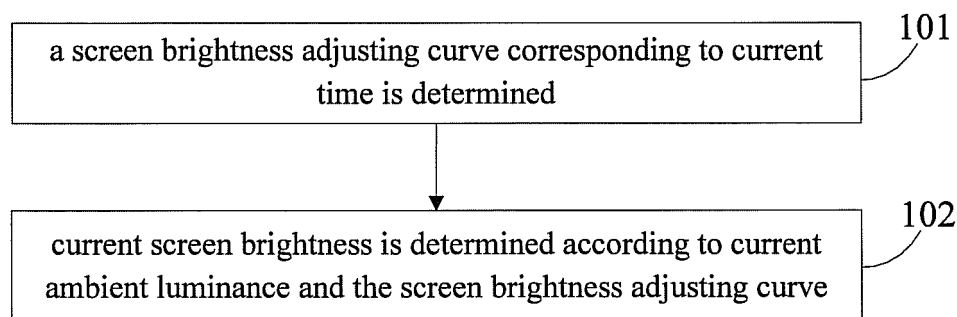 a screen brightness adjusting curve corresponding to current
time is determined
101
current screen brightness is determined according to current
ambient luminance and the screen brightness adjusting curve
102